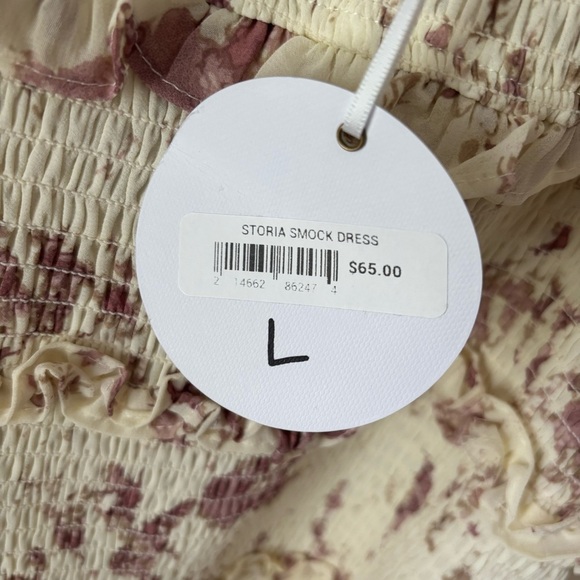 STORIA SMOCK DRESS
$65.00
2 14662 86247 4
L